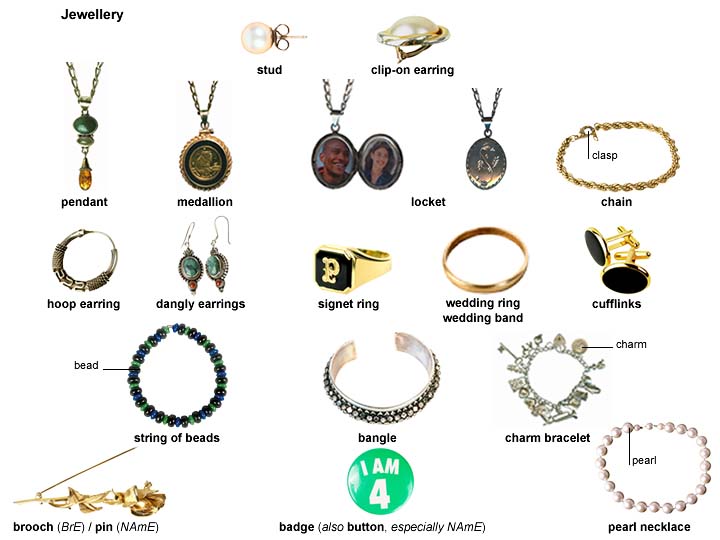 Jewellery
stud
clip-on earring
clasp
pendant
medallion
locket
chain
P
hoop earring
dangly earrings
signet ring
wedding ring
wedding band
cufflinks
bead
charm
string of beads
bangle
charm bracelet
pearl
I AM
4
brooch (BrE) / pin (NAmE)
badge (also button, especially NAmE)
pearl necklace